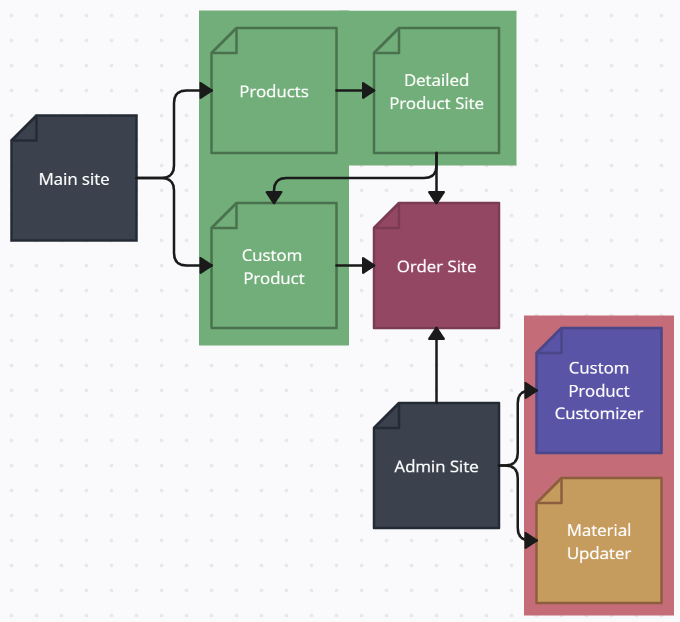 Products
Detailed
Product Site
Main site
Custom
Product
Order Site
Custom
Product
Customizer
Admin Site
Material
Updater